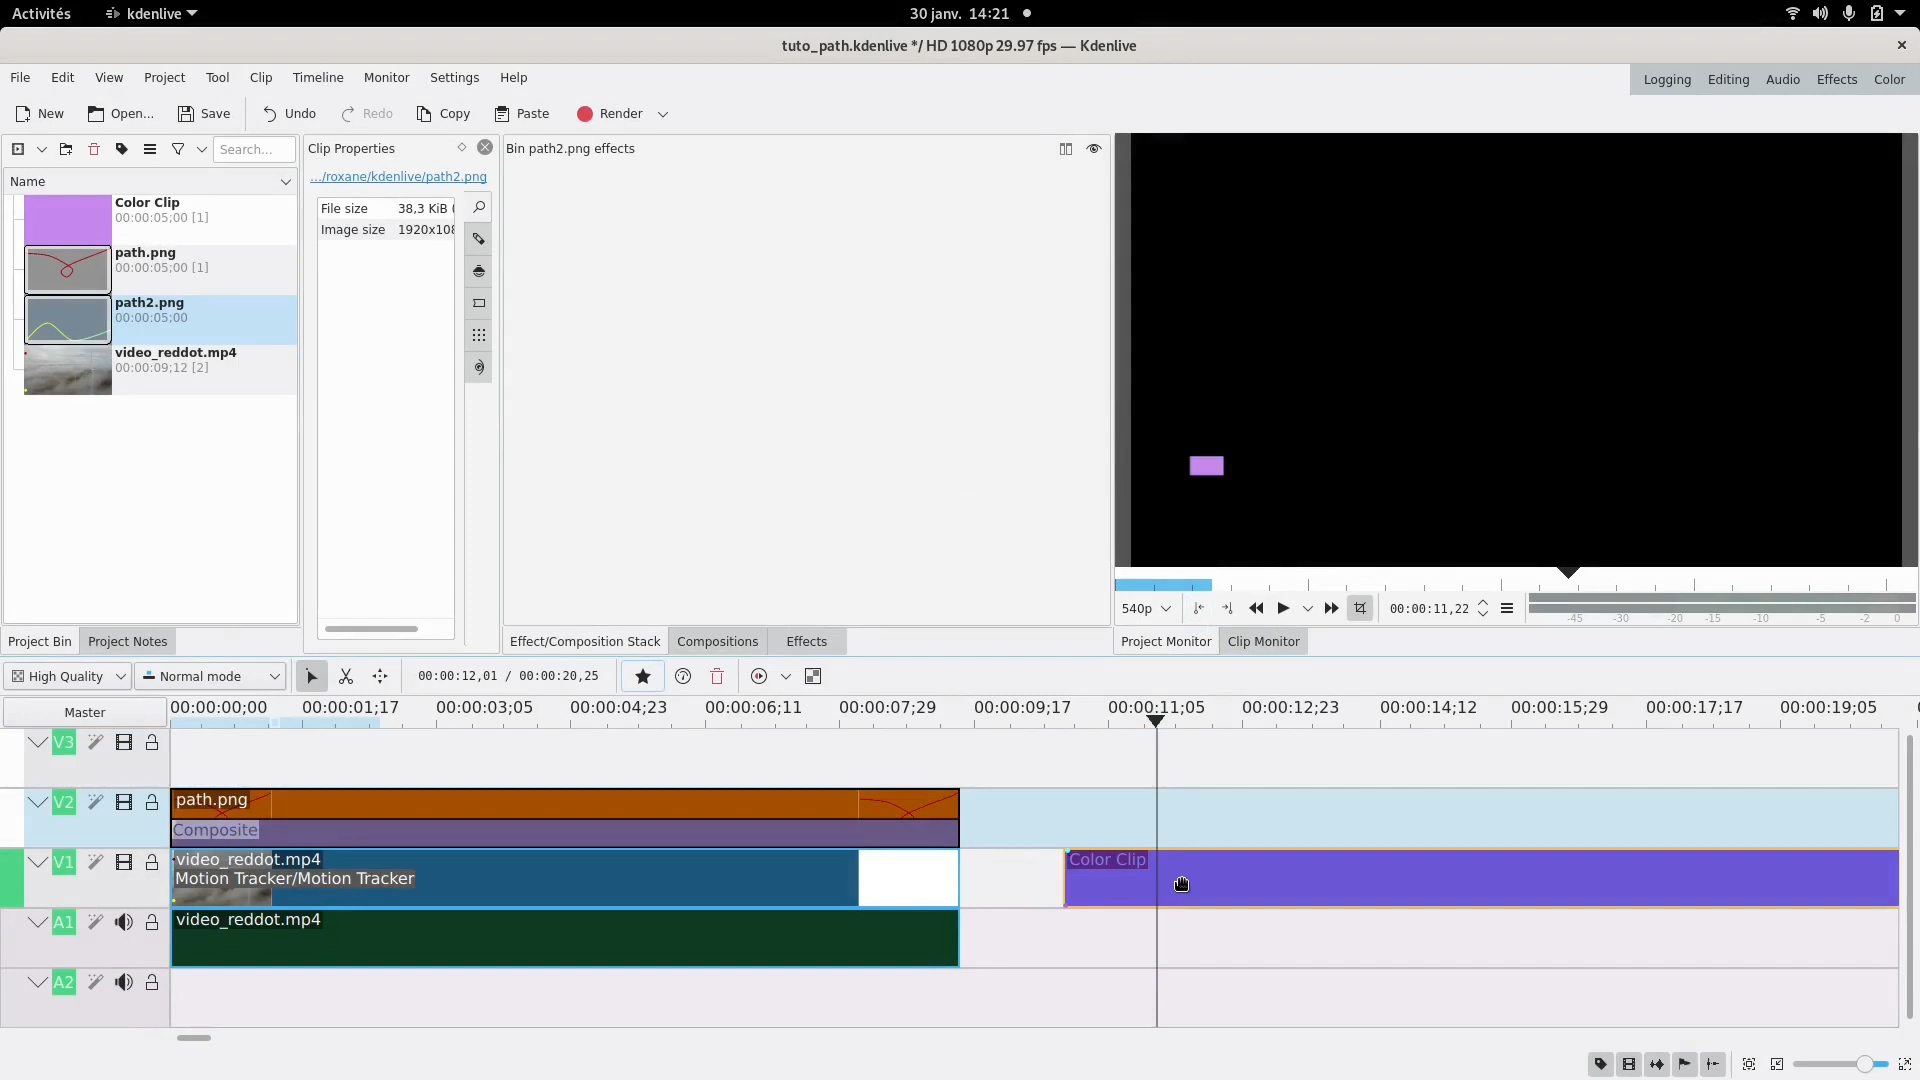 Activités kdenlive 30 janv. 14:21
tuto_path.kdenlive */ HD 1080p 29.97 fps — Kdenlive
File Edit View Project Tool Clip Timeline Monitor Settings Help
Logging Editing Audio Effects Color
New Open... Save Undo Redo Copy Paste Render
Search...
Clip Properties
Bin path2.png effects
.../roxane/kdenlive/path2.png
Name
Color Clip
00:00:05;00 [1]
path.png
00:00:05;00 [1]
path2.png
00:00:05;00
video_reddot.mp4
00:00:09;12 [2]
File size 38,3 KiB (
Image size 1920x108
540p 00:00:11,22
-45 -30 -20 -15 -10 -5 -2 0
Project Bin Project Notes
Effect/Composition Stack Compositions Effects
Project Monitor Clip Monitor
High Quality Normal mode 00:00:12,01 / 00:00:20,25
Master
00:00:00;00 00:00:01;17 00:00:03;05 00:00:04;23 00:00:06;11 00:00:07;29 00:00:09;17 00:00:11;05 00:00:12;23 00:00:14;12 00:00:15;29 00:00:17;17 00:00:19;05
V3
V2
path.png
Composite
V1
video_reddot.mp4
Motion Tracker/Motion Tracker
Color Clip
A1
video_reddot.mp4
A2